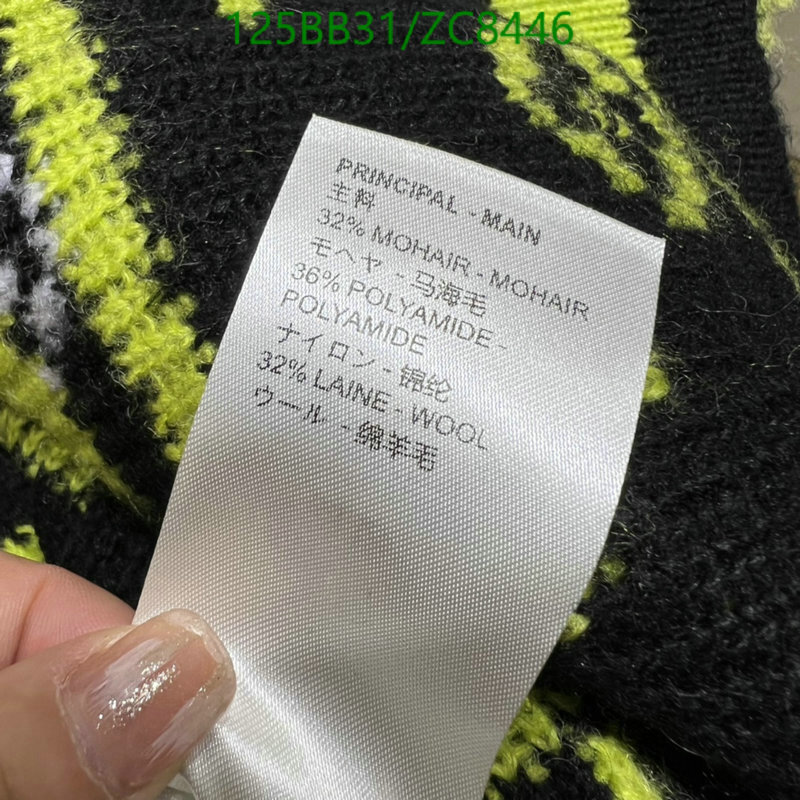 125BB31/ZC8446
PRINCIPAL - MAIN
主料
32% MOHAIR - MOHAIR
モヘヤ - 马海毛
36% POLYAMIDE -
POLYAMIDE
ナイロン - 锦纶
32% LAINE - WOOL
ウール - 绵羊毛